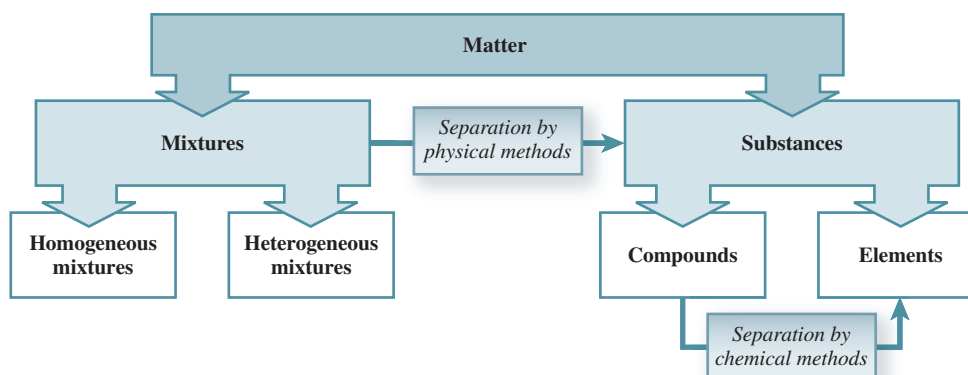 Matter
Mixtures
Separation by
physical methods
Substances
Homogeneous
mixtures
Heterogeneous
mixtures
Compounds
Elements
Separation by
chemical methods